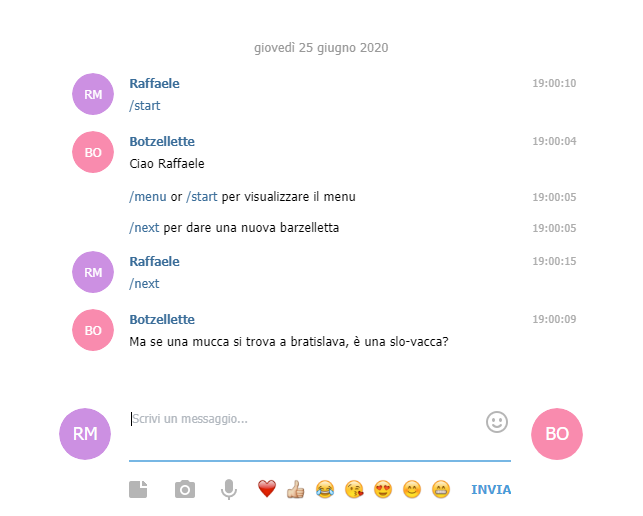 giovedì 25 giugno 2020
RM
Raffaele 19:00:10
/start
BO
Botzellette 19:00:04
Ciao Raffaele
/menu or /start per visualizzare il menu 19:00:05
/next per dare una nuova barzelletta 19:00:05
RM
Raffaele 19:00:15
/next
BO
Botzellette 19:00:09
Ma se una mucca si trova a bratislava, è una slo-vacca?
RM
Scrivi un messaggio...
BO
INVIA